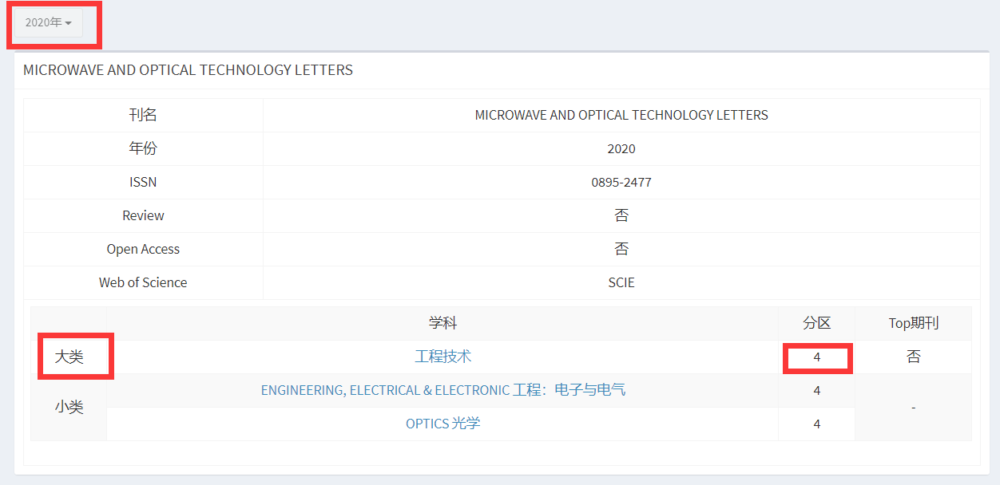 2020年
MICROWAVE AND OPTICAL TECHNOLOGY LETTERS
刊名 MICROWAVE AND OPTICAL TECHNOLOGY LETTERS
年份 2020
ISSN 0895-2477
Review 否
Open Access 否
Web of Science SCIE
学科 分区 Top期刊
大类 工程技术 4 否
小类 ENGINEERING, ELECTRICAL & ELECTRONIC 工程：电子与电气 4 -
OPTICS 光学 4